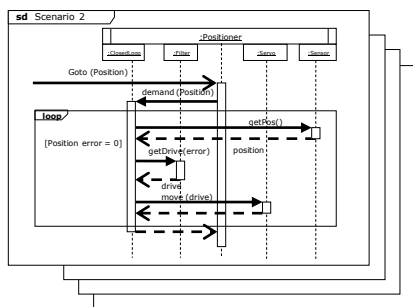 sd Scenario 2
:Positioner
:ClosedLoop :Filter :Servo :Sensor
Goto (Position)
demand (Position)
loop
getPos()
[Position error = 0]
position
getDrive(error)
drive
move (drive)